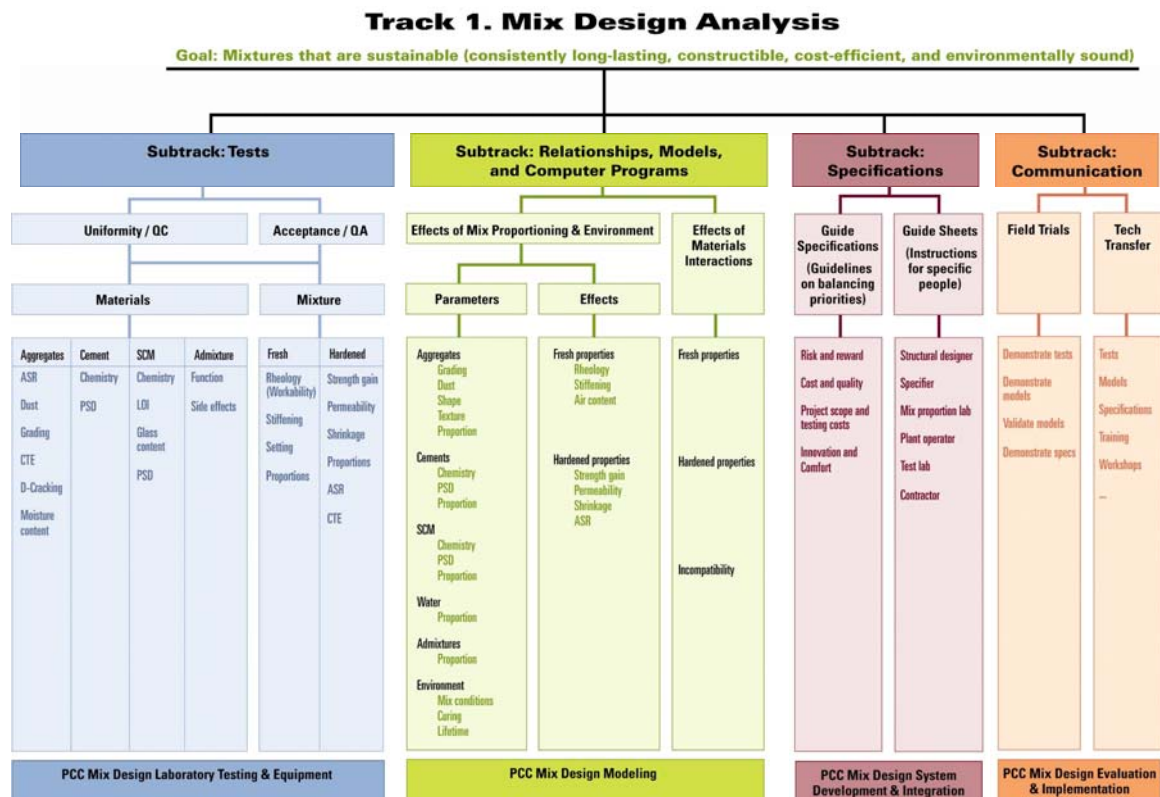 Track 1. Mix Design Analysis
Goal: Mixtures that are sustainable (consistently long-lasting, constructible, cost-efficient, and environmentally sound)
Subtrack: Tests
Uniformity / QC
Acceptance / QA
Materials
Mixture
Aggregates
ASR
Dust
Grading
CTE
D-Cracking
Moisture
content
Cement
Chemistry
PSD
SCM
Chemistry
LOI
Glass
content
PSD
Admixture
Function
Side effects
Fresh
Rheology
(Workability)
Stiffening
Setting
Proportions
Hardened
Strength gain
Permeability
Shrinkage
Proportions
ASR
CTE
PCC Mix Design Laboratory Testing & Equipment
Subtrack: Relationships, Models,
and Computer Programs
Effects of Mix Proportioning & Environment
Effects of
Materials
Interactions
Parameters
Effects
Aggregates
Grading
Dust
Shape
Texture
Proportion
Cements
Chemistry
PSD
Proportion
SCM
Chemistry
PSD
Proportion
Water
Proportion
Admixtures
Proportion
Environment
Mix conditions
Curing
Lifetime
Fresh properties
Rheology
Stiffening
Air content
Hardened properties
Strength gain
Permeability
Shrinkage
ASR
Fresh properties
Hardened properties
Incompatibility
PCC Mix Design Modeling
Subtrack:
Specifications
Guide
Specifications
(Guidelines
on balancing
priorities)
Guide Sheets
(Instructions
for specific
people)
Risk and reward
Cost and quality
Project scope and
testing costs
Innovation and
Comfort
Structural designer
Specifier
Mix proportion lab
Plant operator
Test lab
Contractor
PCC Mix Design System
Development & Integration
Subtrack:
Communication
Field Trials
Tech
Transfer
Demonstrate tests
Demonstrate
models
Validate models
Demonstrate specs
Tests
Models
Specifications
Training
Workshops
...
PCC Mix Design Evaluation
& Implementation